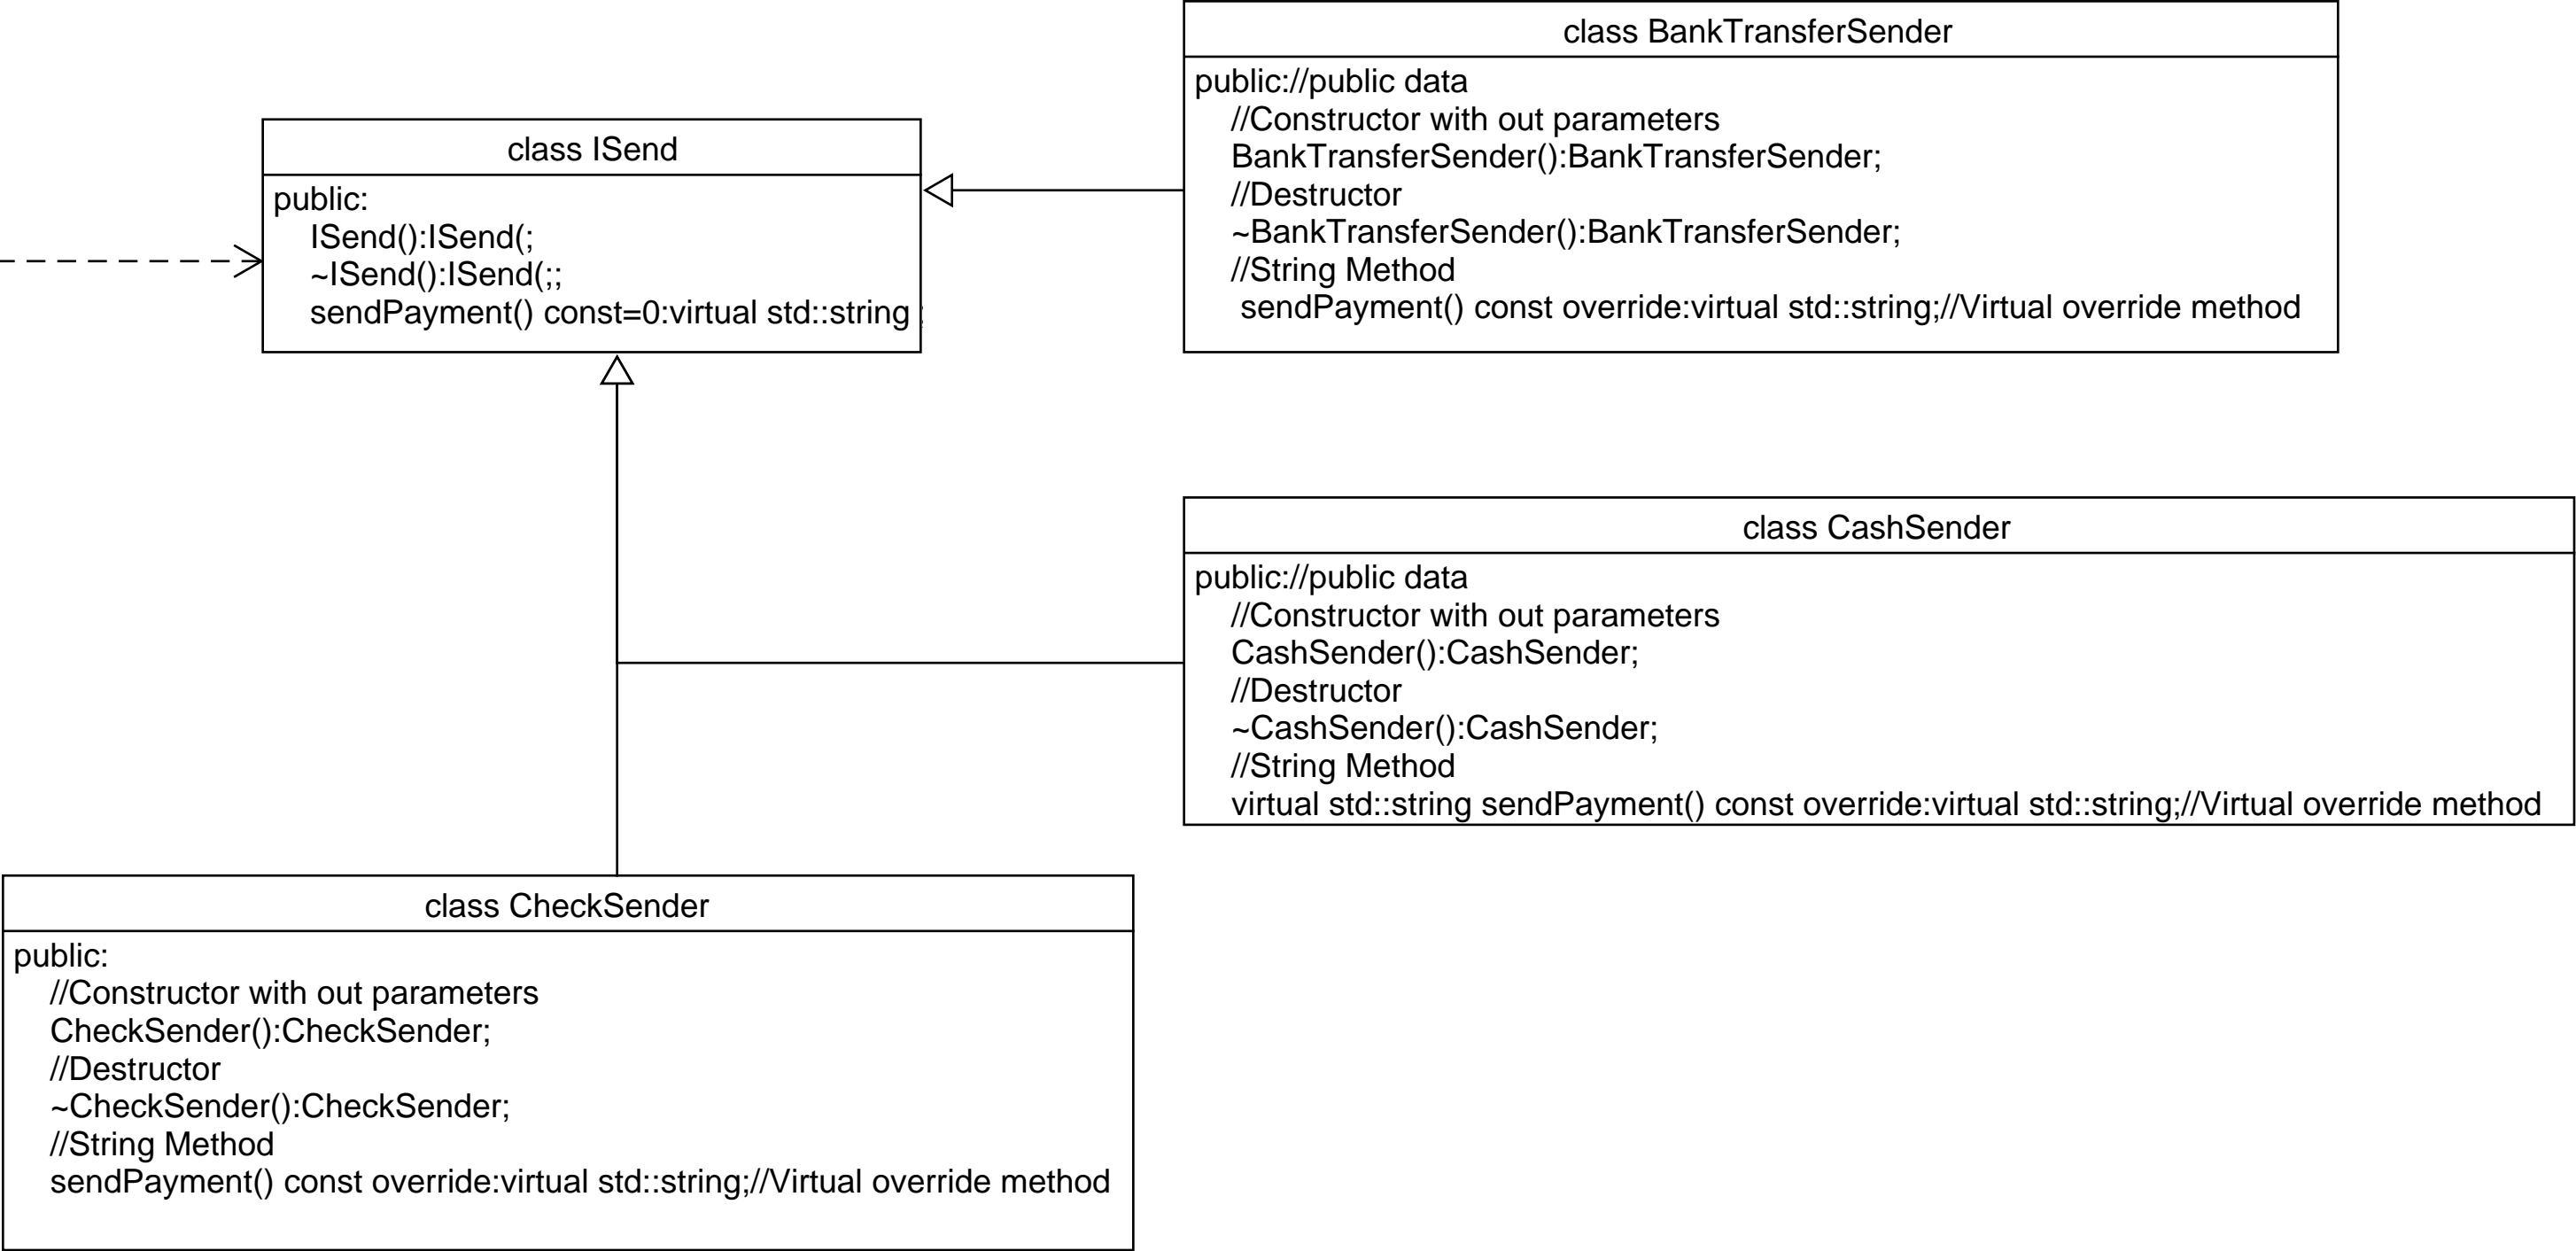 class BankTransferSender
public://public data
//Constructor with out parameters
BankTransferSender():BankTransferSender;
//Destructor
~BankTransferSender():BankTransferSender;
//String Method
sendPayment() const override:virtual std::string;//Virtual override method
class ISend
public:
ISend():ISend(;
~ISend():ISend(;;
sendPayment() const=0:virtual std::string ;
class CashSender
public://public data
//Constructor with out parameters
CashSender():CashSender;
//Destructor
~CashSender():CashSender;
//String Method
virtual std::string sendPayment() const override:virtual std::string;//Virtual override method
class CheckSender
public:
//Constructor with out parameters
CheckSender():CheckSender;
//Destructor
~CheckSender():CheckSender;
//String Method
sendPayment() const override:virtual std::string;//Virtual override method